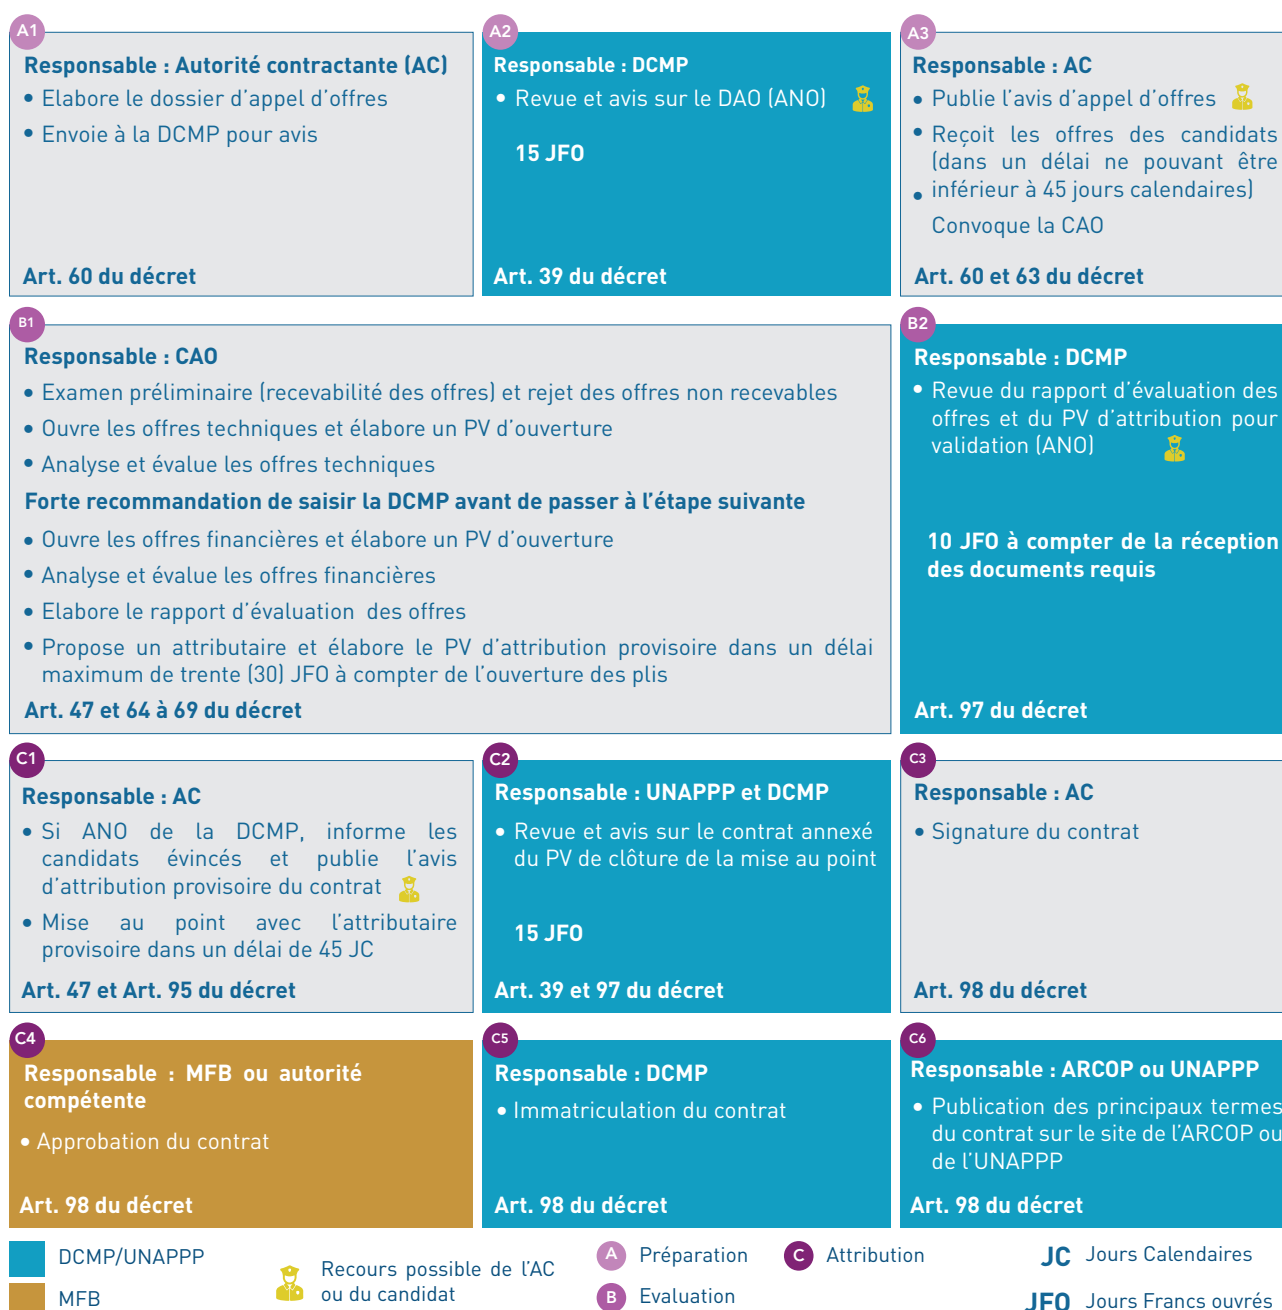 A1
Responsable : Autorité contractante (AC)
• Elabore le dossier d’appel d’offres
• Envoie à la DCMP pour avis
Art. 60 du décret
A2
Responsable : DCMP
• Revue et avis sur le DAO (ANO)
15 JFO
Art. 39 du décret
A3
Responsable : AC
• Publie l’avis d’appel d’offres
• Reçoit les offres des candidats
(dans un délai ne pouvant être
• inférieur à 45 jours calendaires)
Convoque la CAO
Art. 60 et 63 du décret
B1
Responsable : CAO
• Examen préliminaire (recevabilité des offres) et rejet des offres non recevables
• Ouvre les offres techniques et élabore un PV d’ouverture
• Analyse et évalue les offres techniques
Forte recommandation de saisir la DCMP avant de passer à l’étape suivante
• Ouvre les offres financières et élabore un PV d’ouverture
• Analyse et évalue les offres financières
• Elabore le rapport d’évaluation des offres
• Propose un attributaire et élabore le PV d’attribution provisoire dans un délai
maximum de trente (30) JFO à compter de l’ouverture des plis
Art. 47 et 64 à 69 du décret
B2
Responsable : DCMP
• Revue du rapport d’évaluation des
offres et du PV d’attribution pour
validation (ANO)
10 JFO à compter de la réception
des documents requis
Art. 97 du décret
C1
Responsable : AC
• Si ANO de la DCMP, informe les
candidats évincés et publie l’avis
d’attribution provisoire du contrat
• Mise au point avec l’attributaire
provisoire dans un délai de 45 JC
Art. 47 et Art. 95 du décret
C2
Responsable : UNAPPP et DCMP
• Revue et avis sur le contrat annexé
du PV de clôture de la mise au point
15 JFO
Art. 39 et 97 du décret
C3
Responsable : AC
• Signature du contrat
Art. 98 du décret
C4
Responsable : MFB ou autorité
compétente
• Approbation du contrat
Art. 98 du décret
C5
Responsable : DCMP
• Immatriculation du contrat
Art. 98 du décret
C6
Responsable : ARCOP ou UNAPPP
• Publication des principaux termes
du contrat sur le site de l’ARCOP ou
de l’UNAPPP
Art. 98 du décret
DCMP/UNAPPP
MFB
Recours possible de l’AC
ou du candidat
A Préparation
B Evaluation
C Attribution
JC Jours Calendaires
JFO Jours Francs ouvrés